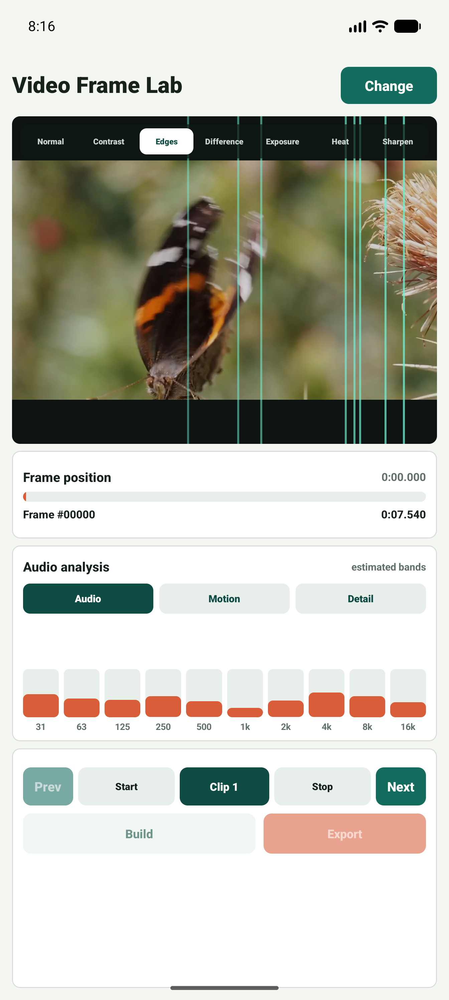 8:16
Video Frame Lab
Change
Normal Contrast Edges Difference Exposure Heat Sharpen
Frame position 0:00.000
Frame #00000 0:07.540
Audio analysis estimated bands
Audio Motion Detail
31 63 125 250 500 1k 2k 4k 8k 16k
Prev Start Clip 1 Stop Next
Build Export